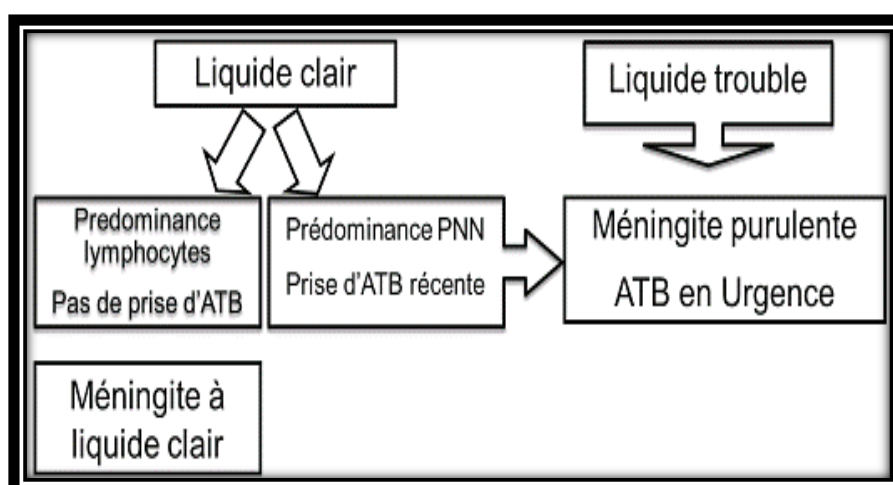 Liquide clair
Liquide trouble
Predominance
lymphocytes
Pas de prise d'ATB
Prédominance PNN
Prise d'ATB récente
Méningite purulente
ATB en Urgence
Méningite à
liquide clair